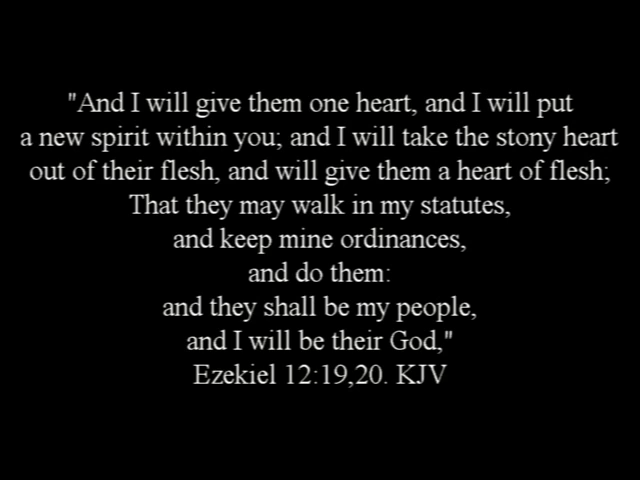 "And I will give them one heart, and I will put
a new spirit within you; and I will take the stony heart
out of their flesh, and will give them a heart of flesh;
That they may walk in my statutes,
and keep mine ordinances,
and do them:
and they shall be my people,
and I will be their God,"
Ezekiel 12:19,20. KJV